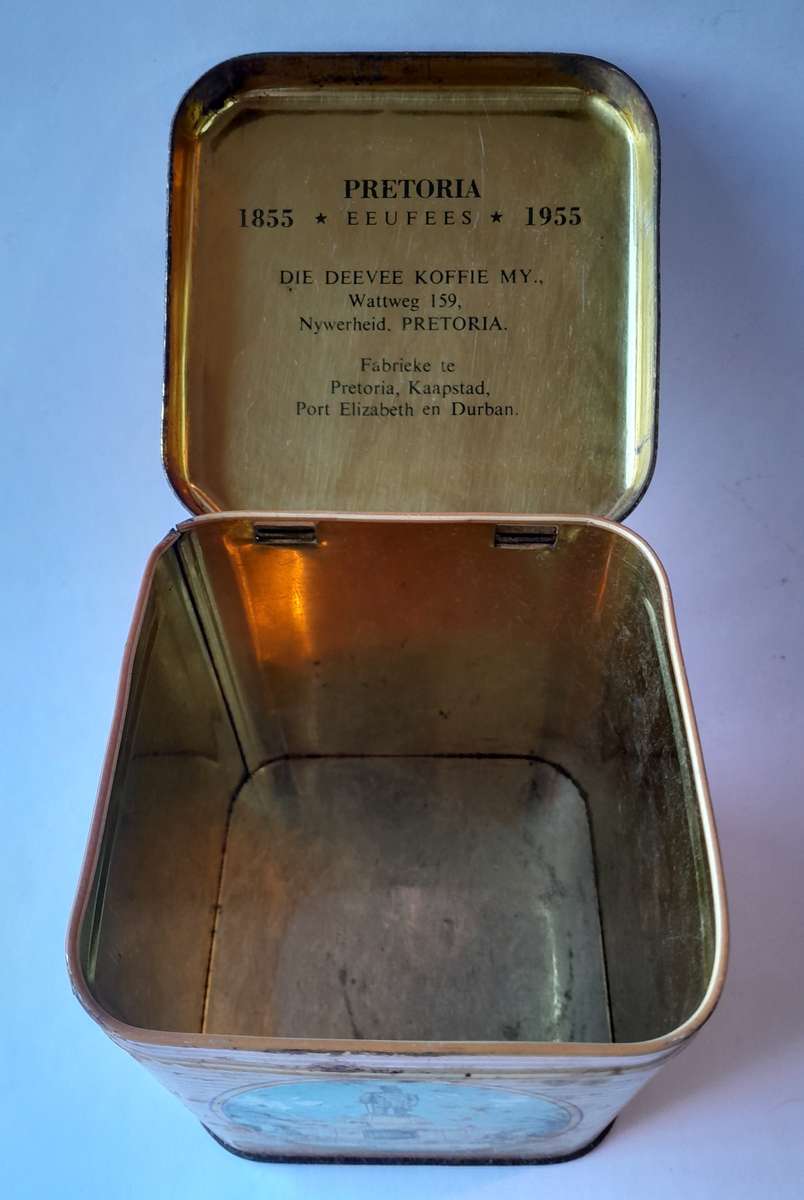 PRETORIA
1855 ★ EEUFEES ★ 1955
DIE DEEVEE KOFFIE MY.,
Wattweg 159,
Nywerheid, PRETORIA.
Fabrieke te
Pretoria, Kaapstad,
Port Elizabeth en Durban.